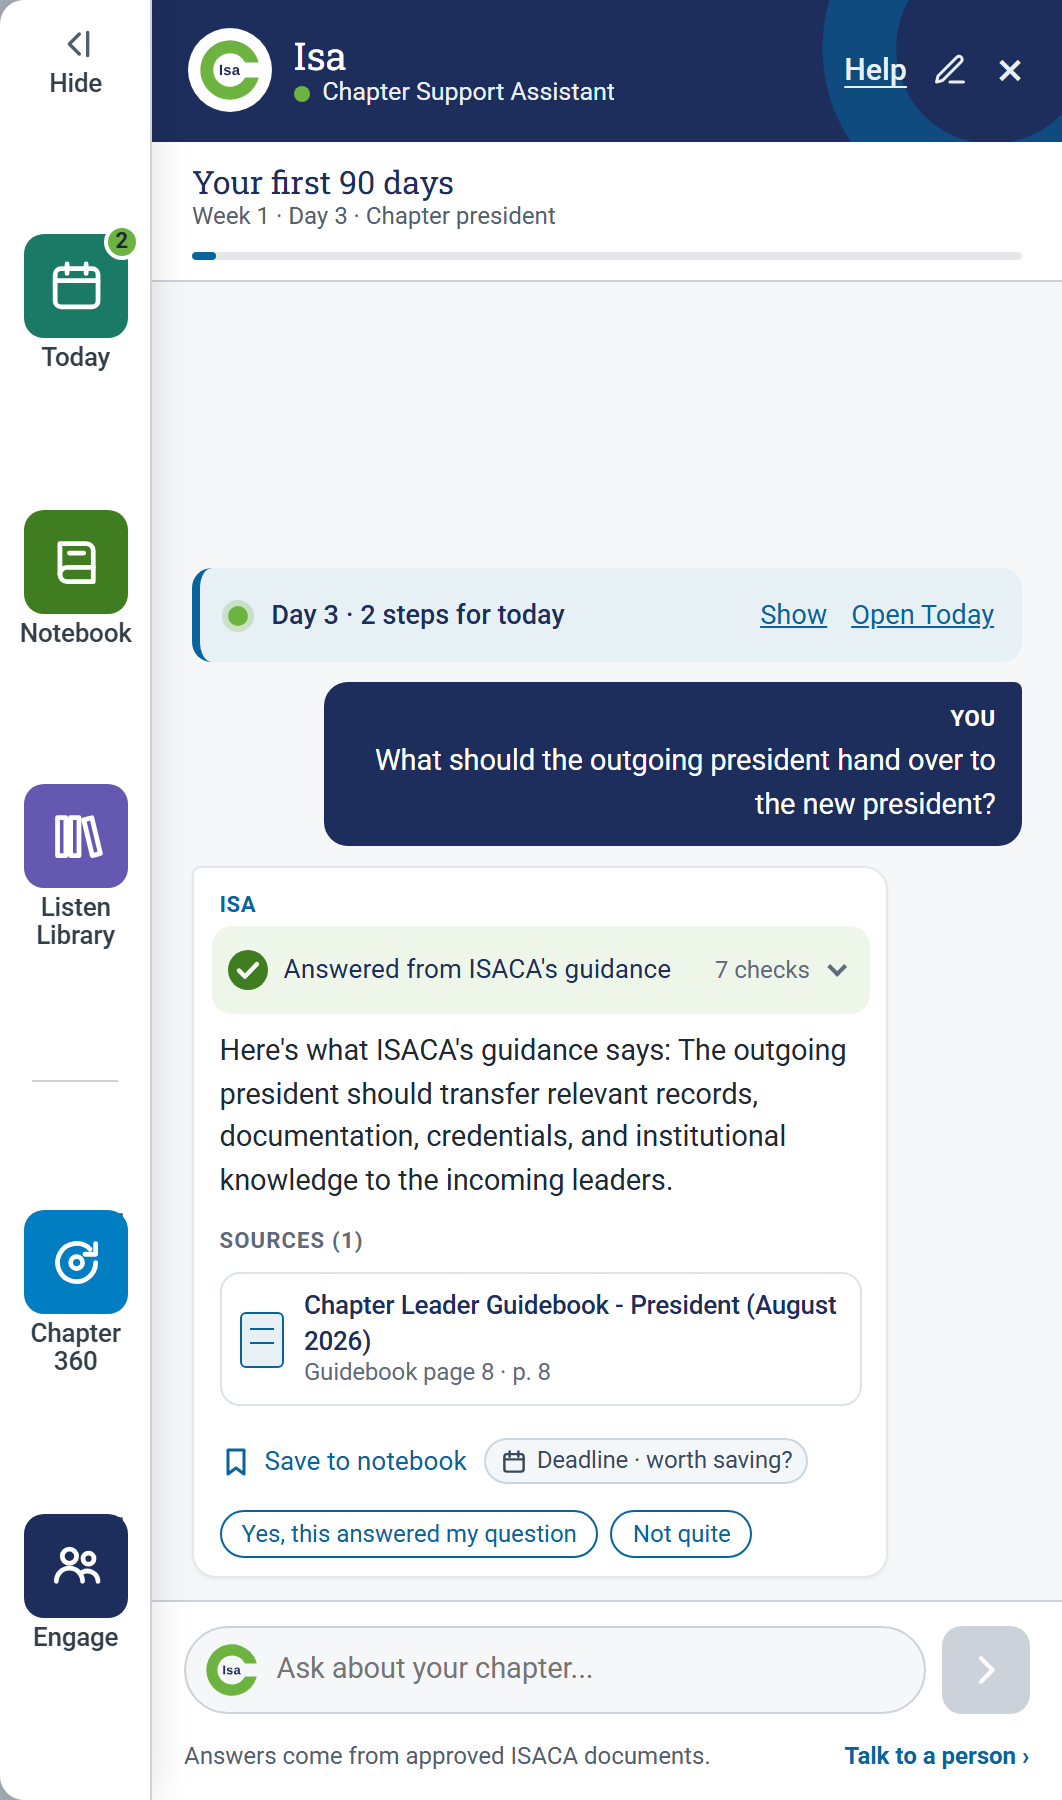 Hide
Isa
Isa
Chapter Support Assistant
Help
Your first 90 days
Week 1 · Day 3 · Chapter president
2
Today
Notebook
Listen
Library
Chapter
360
Engage
Day 3 · 2 steps for today
Show
Open Today
YOU
What should the outgoing president hand over to
the new president?
ISA
Answered from ISACA's guidance
7 checks
Here's what ISACA's guidance says: The outgoing
president should transfer relevant records,
documentation, credentials, and institutional
knowledge to the incoming leaders.
SOURCES (1)
Chapter Leader Guidebook - President (August
2026)
Guidebook page 8 · p. 8
Save to notebook
Deadline · worth saving?
Yes, this answered my question
Not quite
Isa
Ask about your chapter...
Answers come from approved ISACA documents.
Talk to a person ›